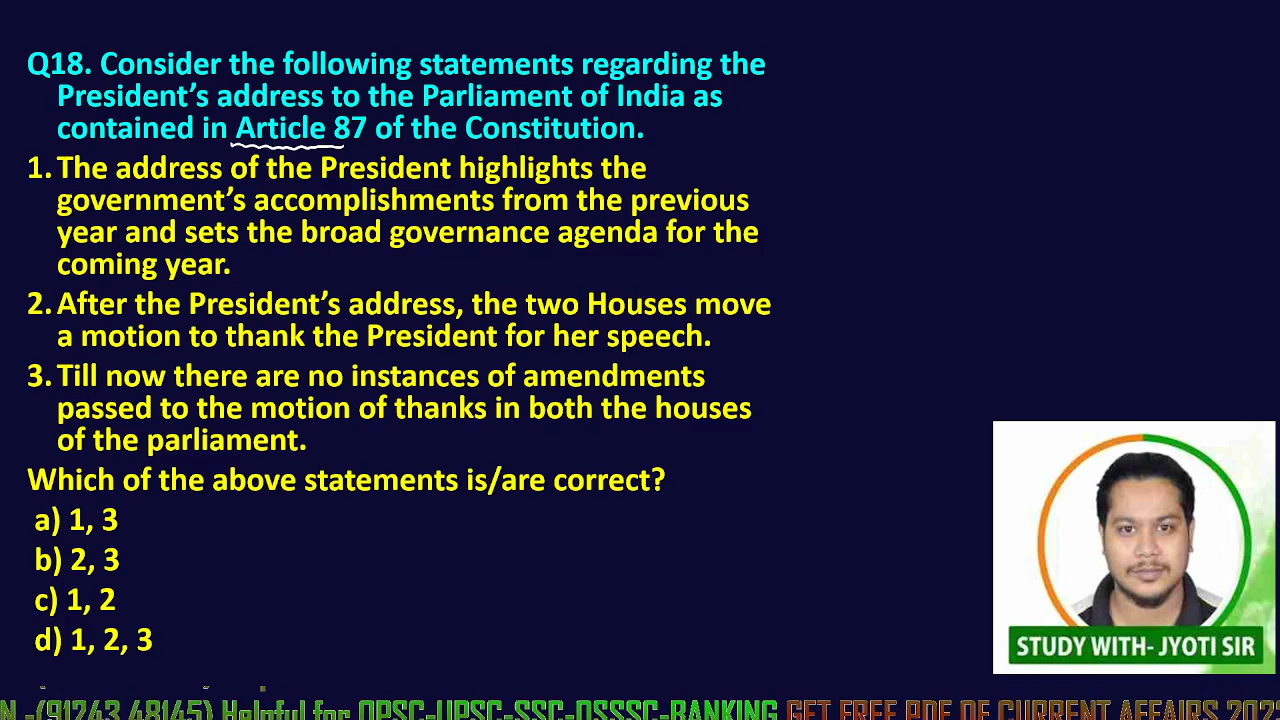 Q18. Consider the following statements regarding the
President’s address to the Parliament of India as
contained in Article 87 of the Constitution.
1. The address of the President highlights the
government’s accomplishments from the previous
year and sets the broad governance agenda for the
coming year.
2. After the President’s address, the two Houses move
a motion to thank the President for her speech.
3. Till now there are no instances of amendments
passed to the motion of thanks in both the houses
of the parliament.
Which of the above statements is/are correct?
a) 1, 3
b) 2, 3
c) 1, 2
d) 1, 2, 3
STUDY WITH- JYOTI SIR
N -(91243 48145) Helpful for OPSC-UPSC-SSC-OSSSC-BANKING GET FREE PDF OF CURRENT AFFAIRS